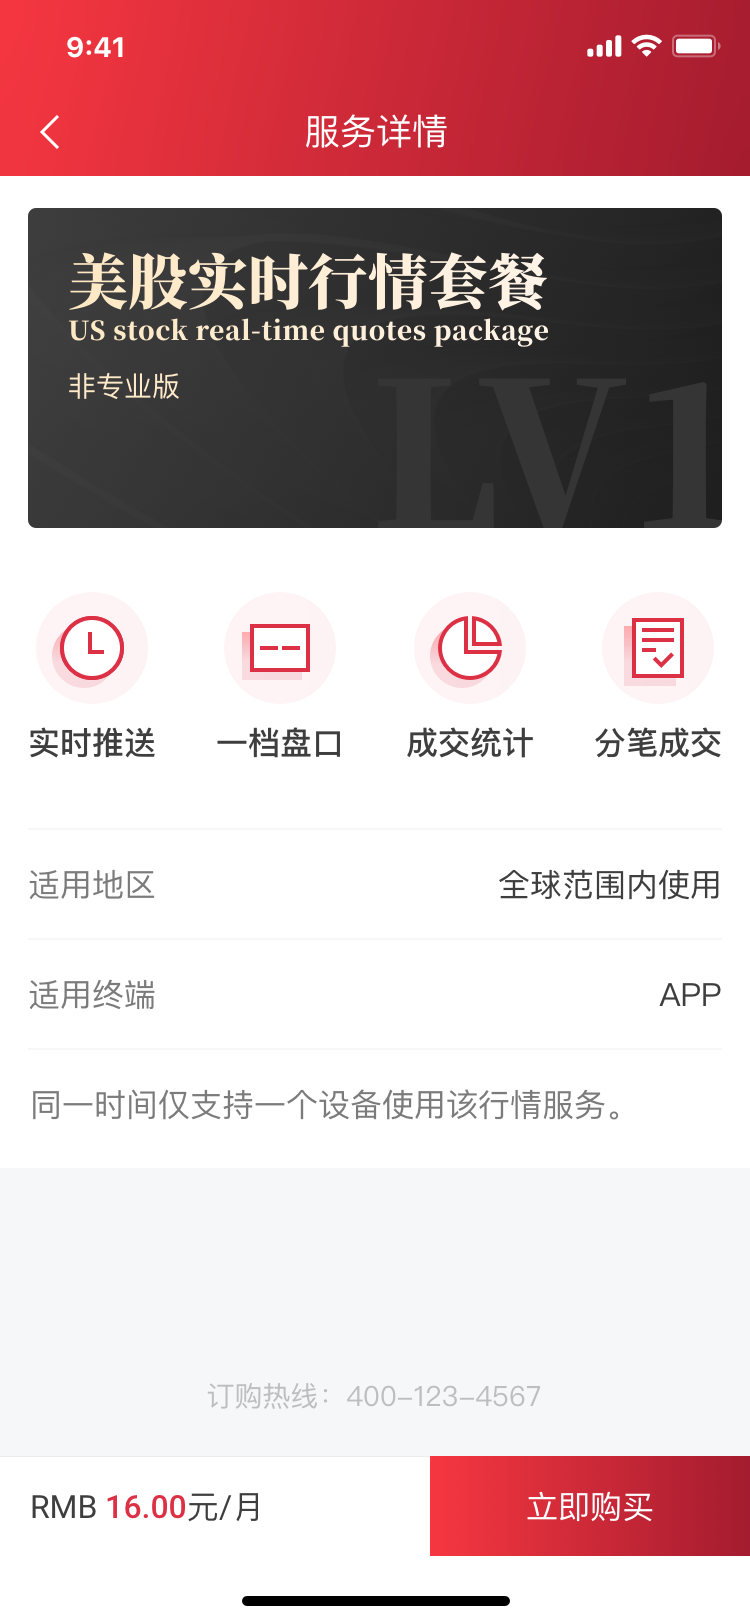 9:41
服务详情
美股实时行情套餐
US stock real-time quotes package
非专业版
LV1
实时推送 一档盘口 成交统计 分笔成交
适用地区 全球范围内使用
适用终端 APP
同一时间仅支持一个设备使用该行情服务。
订购热线：400-123-4567
RMB 16.00元/月 立即购买